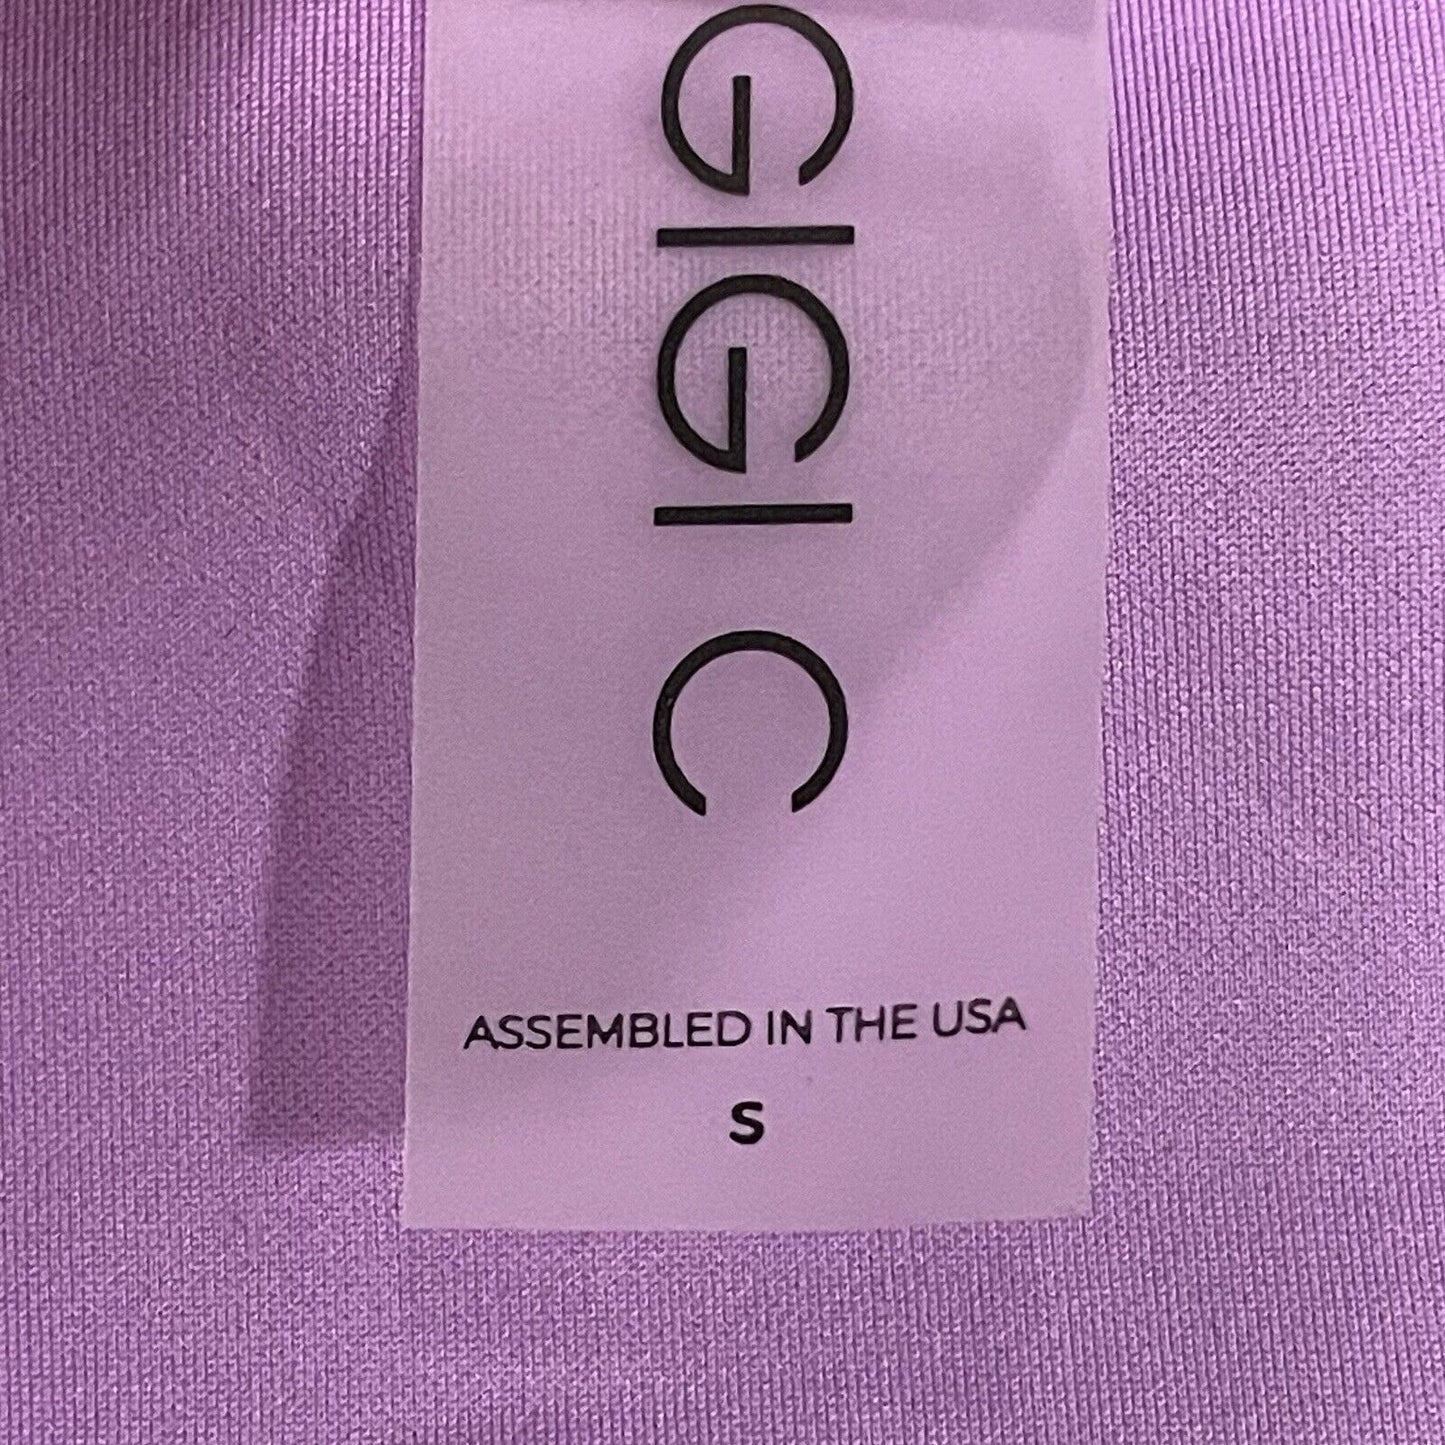 GIGI C
ASSEMBLED IN THE USA
S